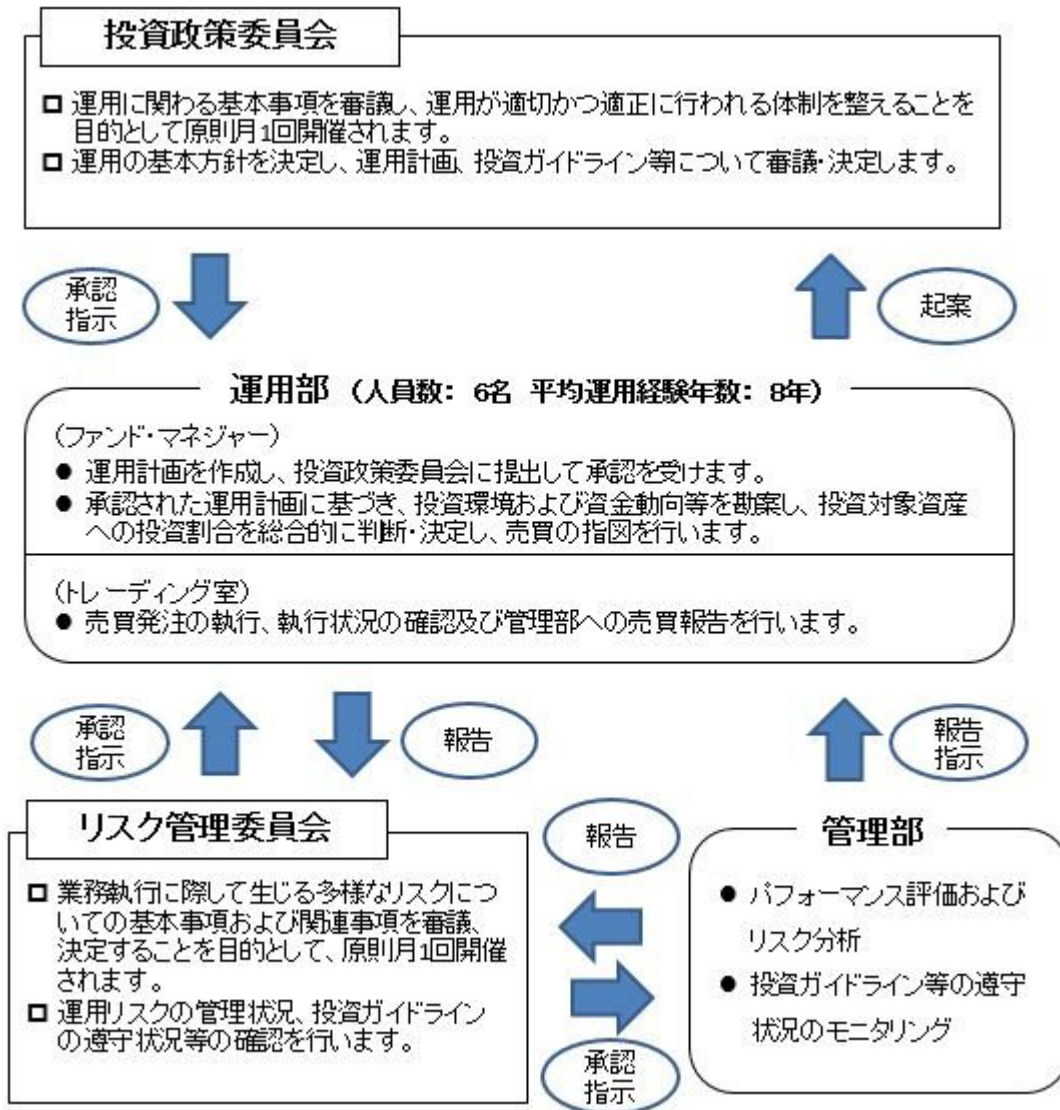 投資政策委員会
運用に関わる基本事項を審議し、運用が適切かつ適正に行われる体制を整えることを
目的として原則月1回開催されます。
運用の基本方針を決定し、運用計画、投資ガイドライン等について審議・決定します。
承認
指示
起案
運用部 (人員数: 6名 平均運用経験年数: 8年)
(ファンド・マネジャー)
● 運用計画を作成し、投資政策委員会に提出して承認を受けます。
● 承認された運用計画に基づき、投資環境および資金動向等を勘案し、投資対象資産
への投資割合を総合的に判断・決定し、売買の指図を行います。
(トレーディング室)
● 売買発注の執行、執行状況の確認及び管理部への売買報告を行います。
承認
指示
報告
報告
指示
リスク管理委員会
業務執行に際して生じる多様なリスクにつ
いての基本事項および関連事項を審議、
決定することを目的として、原則月1回開催
されます。
運用リスクの管理状況、投資ガイドライン
の遵守状況等の確認を行います。
報告
承認
指示
管理部
● パフォーマンス評価および
リスク分析
● 投資ガイドライン等の遵守
状況のモニタリング